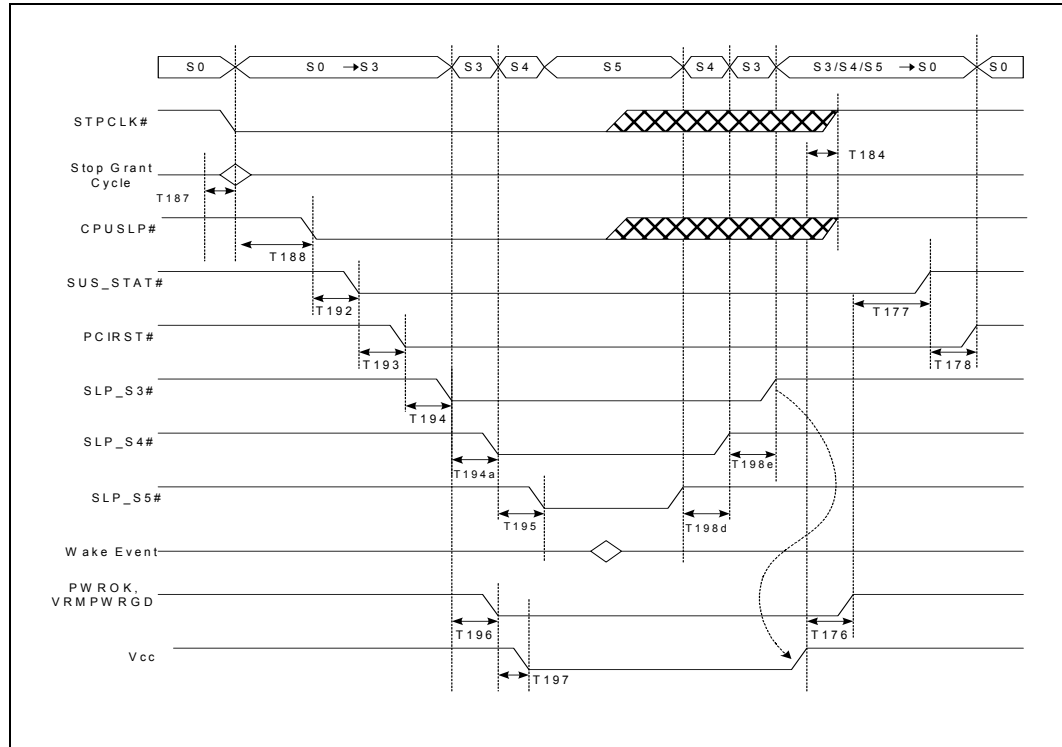 S0
S0 →S3
S3
S4
S5
S4
S3
S3/S4/S5 →S0
S0
STPCLK#
T184
Stop Grant
Cycle
T187
CPUSLP#
T188
SUS_STAT#
T192
T177
PCIRST#
T193
T178
SLP_S3#
T194
SLP_S4#
T194a
T198e
SLP_S5#
T195
T198d
Wake Event
PWROK,
VRMPWRGD
T196
T176
Vcc
T197